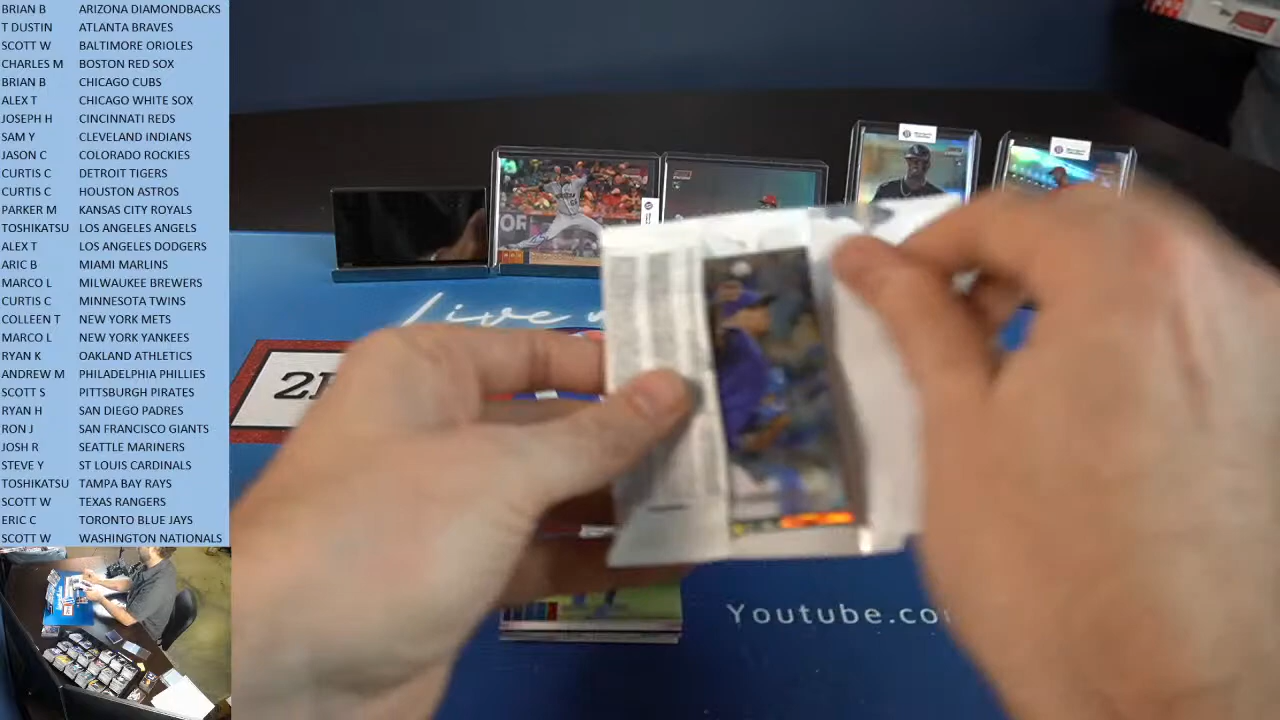 BRIAN B ARIZONA DIAMONDBACKS
T DUSTIN ATLANTA BRAVES
SCOTT W BALTIMORE ORIOLES
CHARLES M BOSTON RED SOX
BRIAN B CHICAGO CUBS
ALEX T CHICAGO WHITE SOX
JOSEPH H CINCINNATI REDS
SAM Y CLEVELAND INDIANS
JASON C COLORADO ROCKIES
CURTIS C DETROIT TIGERS
CURTIS C HOUSTON ASTROS
PARKER M KANSAS CITY ROYALS
TOSHIKATSU LOS ANGELES ANGELS
ALEX T LOS ANGELES DODGERS
ARIC B MIAMI MARLINS
MARCO L MILWAUKEE BREWERS
CURTIS C MINNESOTA TWINS
COLLEEN T NEW YORK METS
MARCO L NEW YORK YANKEES
RYAN K OAKLAND ATHLETICS
ANDREW M PHILADELPHIA PHILLIES
SCOTT S PITTSBURGH PIRATES
RYAN H SAN DIEGO PADRES
RON J SAN FRANCISCO GIANTS
JOSH R SEATTLE MARINERS
STEVE Y ST LOUIS CARDINALS
TOSHIKATSU TAMPA BAY RAYS
SCOTT W TEXAS RANGERS
ERIC C TORONTO BLUE JAYS
SCOTT W WASHINGTON NATIONALS
Live
Youtube.co